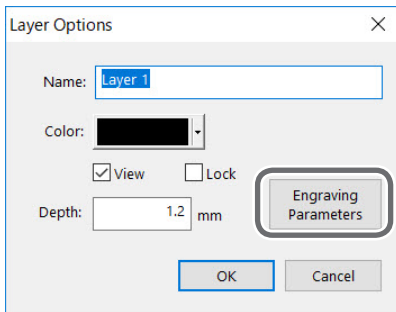 Layer Options
Name: Layer 1
Color:
View Lock
Depth: 1.2 mm
Engraving
Parameters
OK Cancel